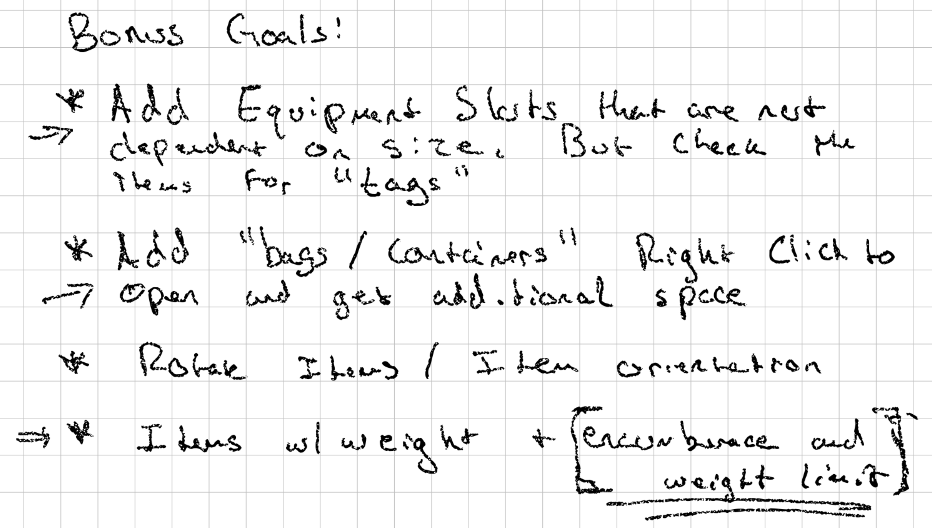 Bonus Goals!
* Add Equipment Slots that are not
→ dependent on size. But check the
items for "tags"
* Add "bags / Containers" Right Click to
→ Open and get additional space
* Rotate Items / Item orientation
⇒ * Items w/ weight + [encumburace and
weight limit]